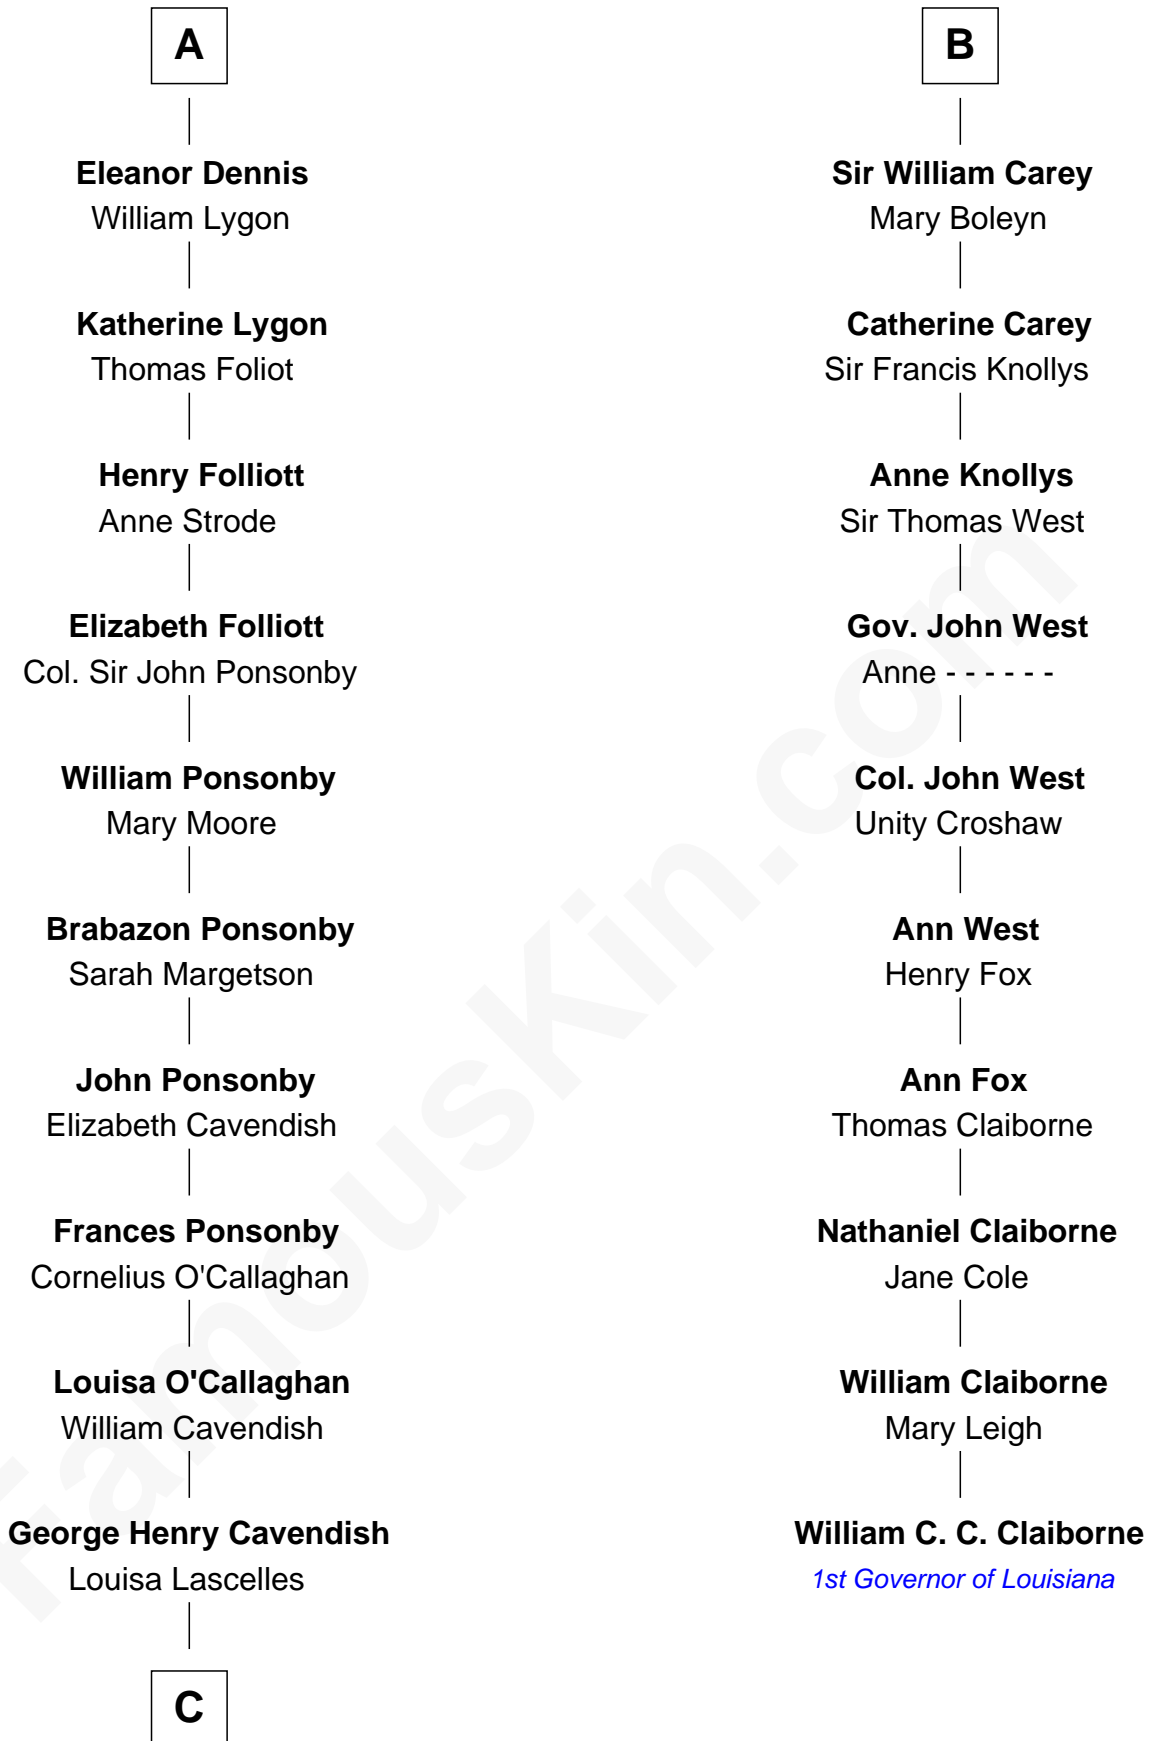 A
Eleanor Dennis
William Lygon
Katherine Lygon
Thomas Foliot
Henry Folliott
Anne Strode
Elizabeth Folliott
Col. Sir John Ponsonby
William Ponsonby
Mary Moore
Brabazon Ponsonby
Sarah Margetson
John Ponsonby
Elizabeth Cavendish
Frances Ponsonby
Cornelius O'Callaghan
Louisa O'Callaghan
William Cavendish
George Henry Cavendish
Louisa Lascelles
C
B
Sir William Carey
Mary Boleyn
Catherine Carey
Sir Francis Knollys
Anne Knollys
Sir Thomas West
Gov. John West
Anne - - - - - -
Col. John West
Unity Croshaw
Ann West
Henry Fox
Ann Fox
Thomas Claiborne
Nathaniel Claiborne
Jane Cole
William Claiborne
Mary Leigh
William C. C. Claiborne
1st Governor of Louisiana
FamousKin.com